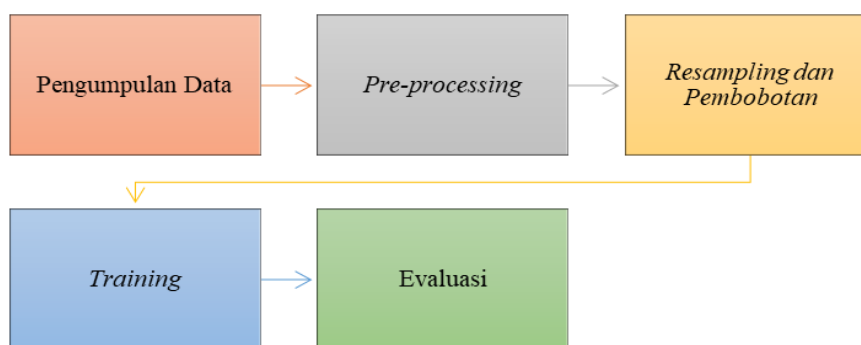 Pengumpulan Data
Pre-processing
Resampling dan
Pembobotan
Training
Evaluasi